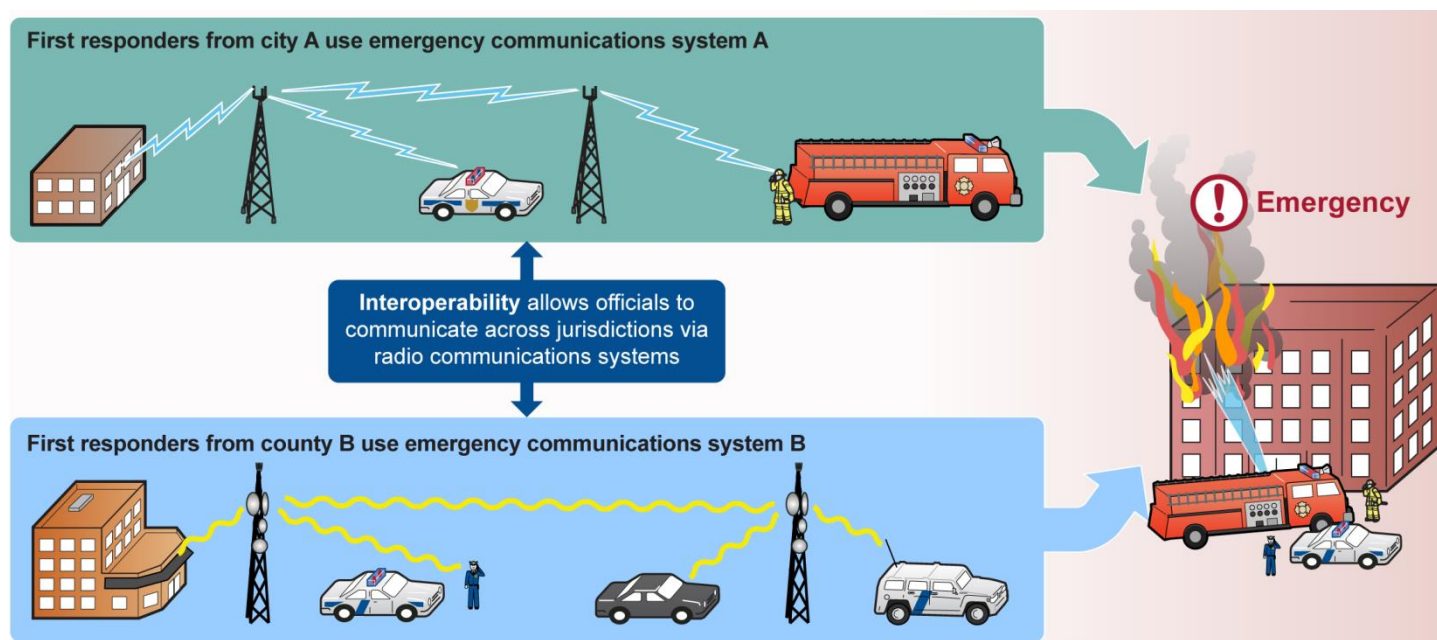 First responders from city A use emergency communications system A
! Emergency
Interoperability allows officials to
communicate across jurisdictions via
radio communications systems
First responders from county B use emergency communications system B